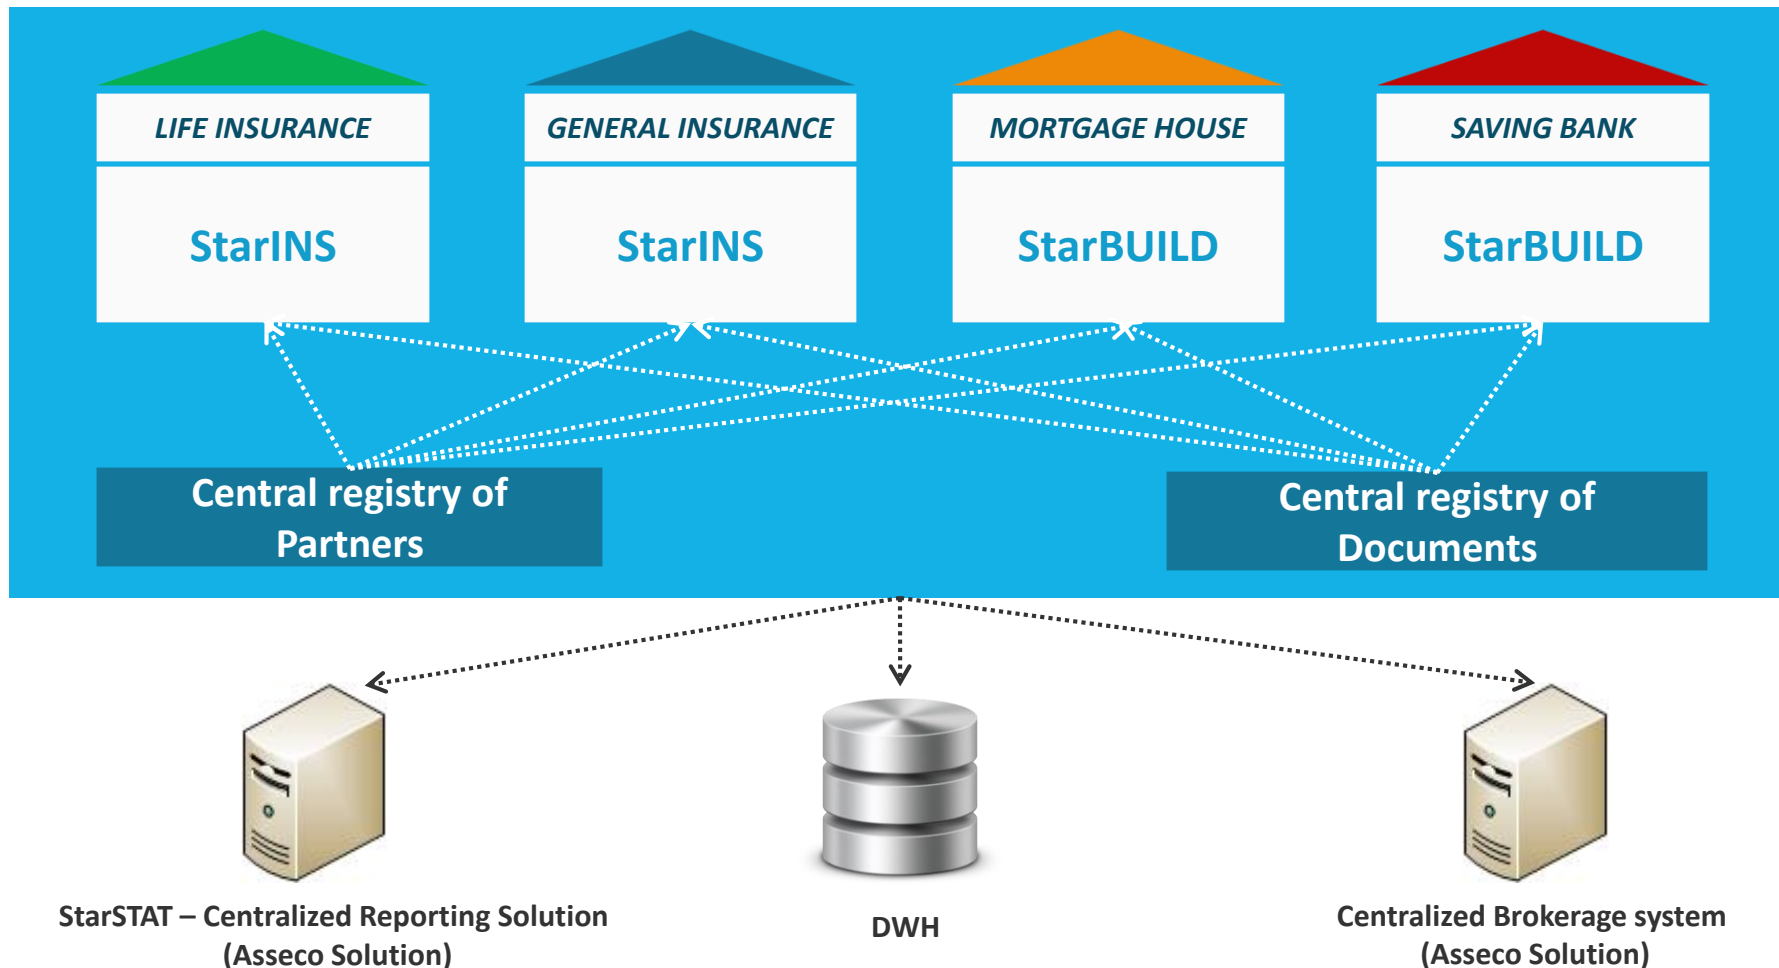 LIFE INSURANCE
GENERAL INSURANCE
MORTGAGE HOUSE
SAVING BANK
StarINS
StarINS
StarBUILD
StarBUILD
Central registry of
Partners
Central registry of
Documents
StarSTAT – Centralized Reporting Solution
(Asseco Solution)
DWH
Centralized Brokerage system
(Asseco Solution)